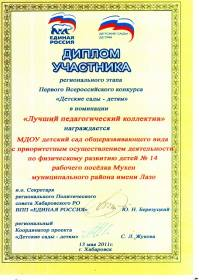 ЕДИНАЯ
РОССИЯ
ДЕТСКИЕ САДЫ
ДЕТЯМ
ДИПЛОМ
УЧАСТНИКА
регионального этапа
Первого Всероссийского конкурса
«Детские сады - детям»
в номинации
«Лучший педагогический коллектив»
награждается
МДОУ детский сад общеразвивающего вида
с приоритетным осуществлением деятельности
по физическому развитию детей № 14
рабочего посёлка Мухен
муниципального района имени Лазо
и.о. Секретаря
регионального Политического
совета Хабаровского РО
ВПП «ЕДИНАЯ РОССИЯ»
Ю. Н. Березуцкий
региональный
Координатор проекта
«Детские сады - детям»
С. Л. Жукова
13 мая 2011г.
г. Хабаровск